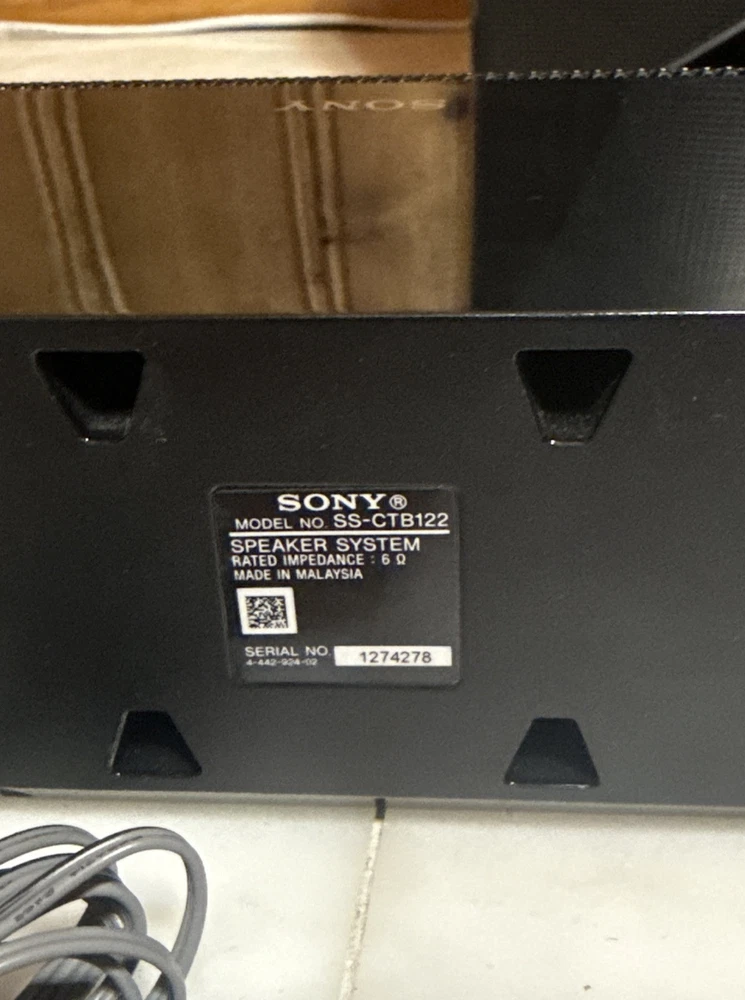 SONY
SONY®
MODEL NO. SS-CTB122
SPEAKER SYSTEM
RATED IMPEDANCE : 6 Ω
MADE IN MALAYSIA
SERIAL NO. 1274278
4-442-924-02